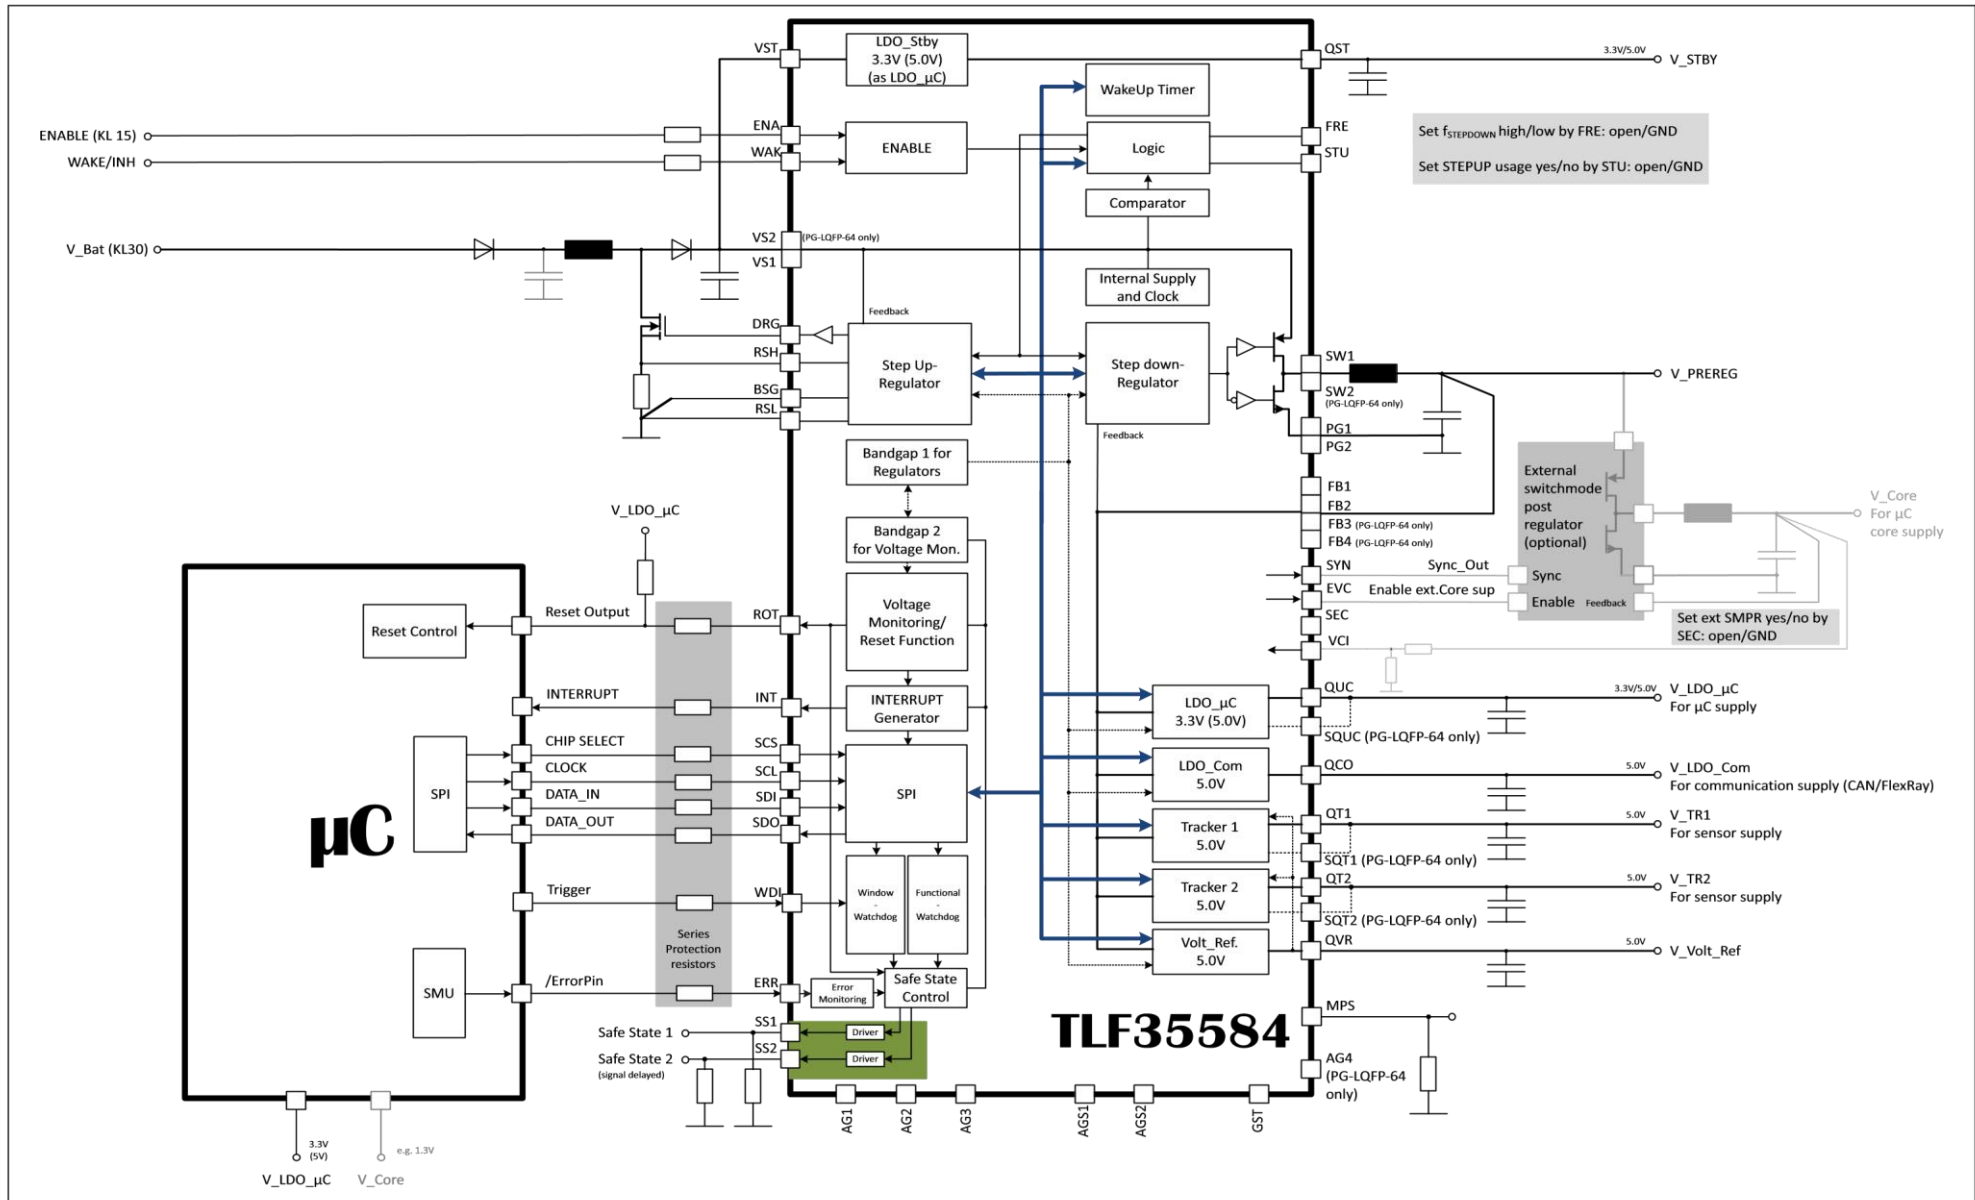 VST
LDO_Stby
3.3V (5.0V)
(as LDO_µC)
QST
3.3V/5.0V
V_STBY
WakeUp Timer
ENABLE (KL 15)
ENA
WAKE/INH
WAK
ENABLE
Logic
FRE
STU
Set fSTEPDOWN high/low by FRE: open/GND
Set STEPUP usage yes/no by STU: open/GND
Comparator
V_Bat (KL30)
VS2
(PG-LQFP-64 only)
VS1
Internal Supply
and Clock
Feedback
DRG
RSH
BSG
RSL
Step Up-
Regulator
Step down-
Regulator
Feedback
SW1
SW2
(PG-LQFP-64 only)
V_PREREG
PG1
PG2
Bandgap 1 for
Regulators
FB1
FB2
FB3 (PG-LQFP-64 only)
FB4 (PG-LQFP-64 only)
External
switchmode
post
regulator
(optional)
V_Core
For µC
core supply
V_LDO_µC
Bandgap 2
for Voltage Mon.
SYN
Sync_Out
Sync
EVC
Enable ext.Core sup
Enable
Feedback
SEC
VCI
Set ext SMPR yes/no by
SEC: open/GND
Reset Control
Reset Output
ROT
Voltage
Monitoring/
Reset Function
INTERRUPT
INT
INTERRUPT
Generator
LDO_µC
3.3V (5.0V)
QUC
SQUC (PG-LQFP-64 only)
3.3V/5.0V
V_LDO_µC
For µC supply
SPI
CHIP SELECT
CLOCK
DATA_IN
DATA_OUT
SCS
SCL
SDI
SDO
SPI
LDO_Com
5.0V
QCO
5.0V
V_LDO_Com
For communication supply (CAN/FlexRay)
µC
Tracker 1
5.0V
QT1
SQT1 (PG-LQFP-64 only)
5.0V
V_TR1
For sensor supply
Trigger
WDI
Window
-
Watchdog
Functional
-
Watchdog
Tracker 2
5.0V
QT2
SQT2 (PG-LQFP-64 only)
5.0V
V_TR2
For sensor supply
Series
Protection
resistors
Volt_Ref.
5.0V
QVR
5.0V
V_Volt_Ref
SMU
/ErrorPin
ERR
Error
Monitoring
Safe State
Control
MPS
Safe State 1
SS1
Driver
Safe State 2
(signal delayed)
SS2
Driver
TLF35584
AG4
(PG-LQFP-64
only)
AG1
AG2
AG3
AGS1
AGS2
GST
3.3V
(5V)
V_LDO_µC
e.g. 1.3V
V_Core